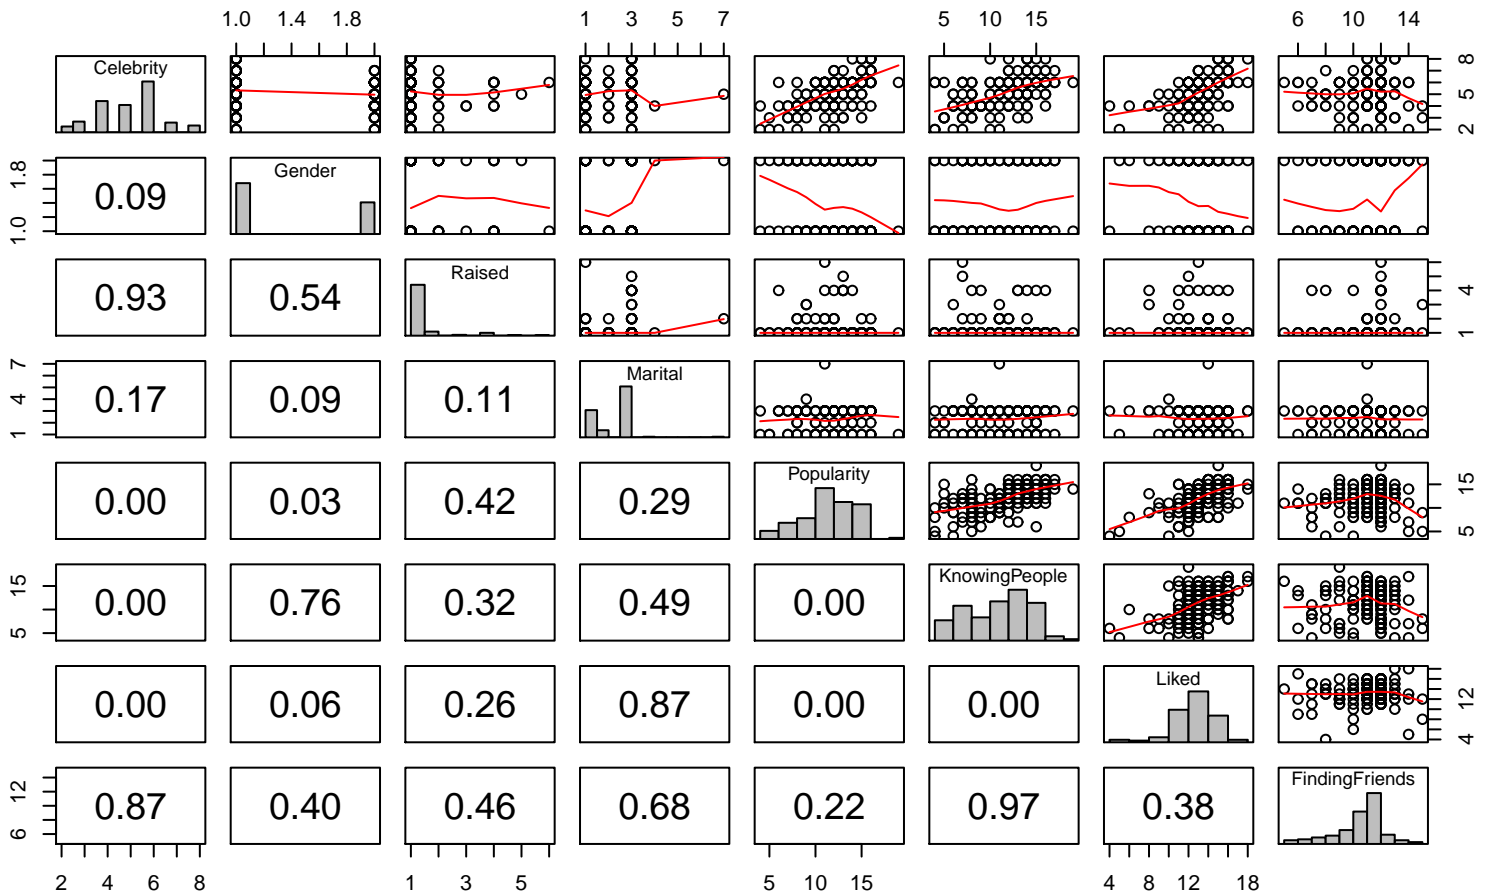 1.0 1.4 1.8 1 3 5 7 5 10 15 6 10 14
Celebrity 2 5 8
1.0 1.8 0.09 Gender
0.93 0.54 Raised 1 4
1 4 7 0.17 0.09 0.11 Marital
0.00 0.03 0.42 0.29 Popularity 5 15
5 15 0.00 0.76 0.32 0.49 0.00 KnowingPeople
0.00 0.06 0.26 0.87 0.00 0.00 Liked 4 12
6 12 0.87 0.40 0.46 0.68 0.22 0.97 0.38 FindingFriends
2 4 6 8 1 3 5 5 10 15 4 8 12 18